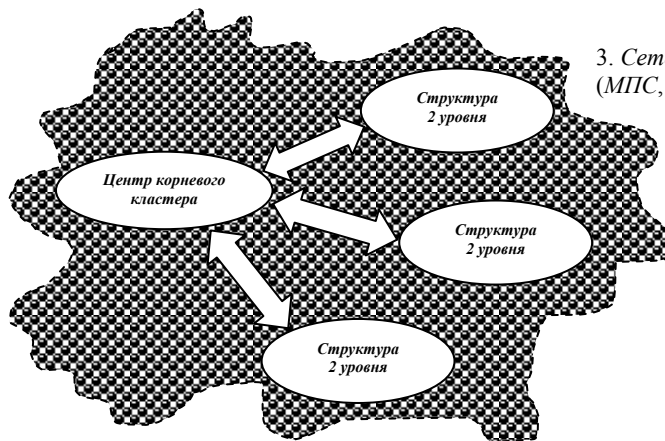 3. Сет
(МПС,
Структура
2 уровня
Центр корневого
кластера
Структура
2 уровня
Структура
2 уровня